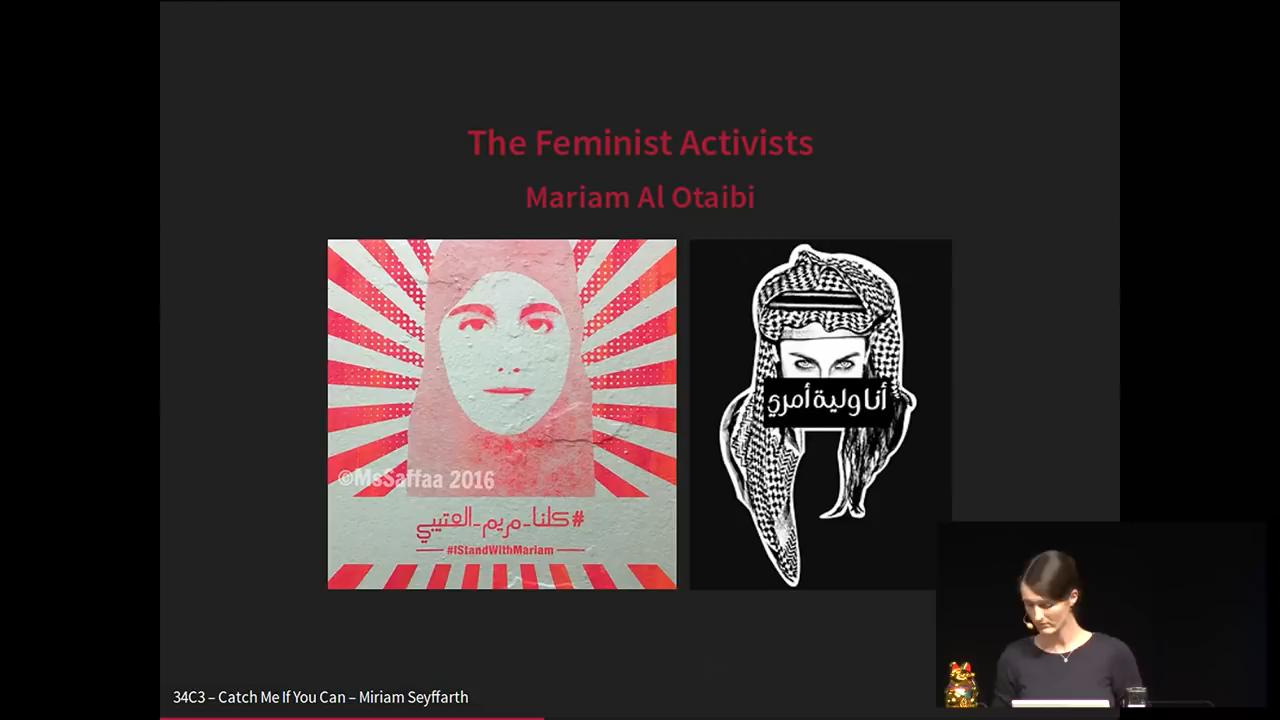 The Feminist Activists
Mariam Al Otaibi
©MsSaffaa 2016
#كلنا_مريم_العتيبي
#IStandWithMariam
أنا ولية أمري
34C3 – Catch Me If You Can – Miriam Seyffarth